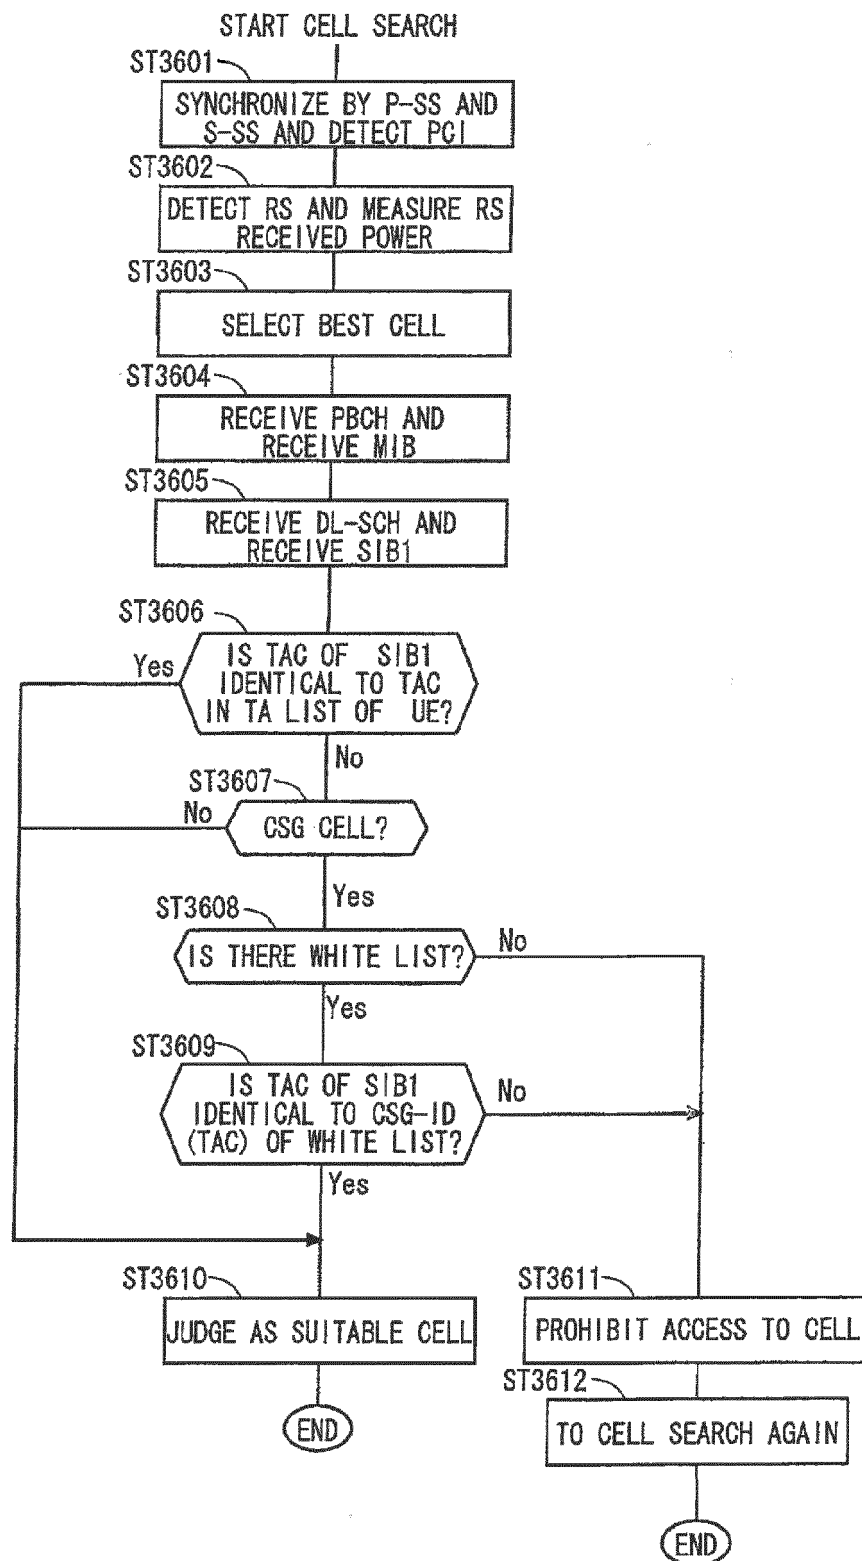 START CELL SEARCH
ST3601
SYNCHRONIZE BY P-SS AND
S-SS AND DETECT PCI
ST3602
DETECT RS AND MEASURE RS
RECEIVED POWER
ST3603
SELECT BEST CELL
ST3604
RECEIVE PBCH AND
RECEIVE MIB
ST3605
RECEIVE DL-SCH AND
RECEIVE SIB1
ST3606
Yes
IS TAC OF SIB1
IDENTICAL TO TAC
IN TA LIST OF UE?
No
ST3607
No
CSG CELL?
Yes
ST3608
IS THERE WHITE LIST?
No
Yes
ST3609
IS TAC OF SIB1
IDENTICAL TO CSG-ID
(TAC) OF WHITE LIST?
No
Yes
ST3610
JUDGE AS SUITABLE CELL
END
ST3611
PROHIBIT ACCESS TO CELL
ST3612
TO CELL SEARCH AGAIN
END